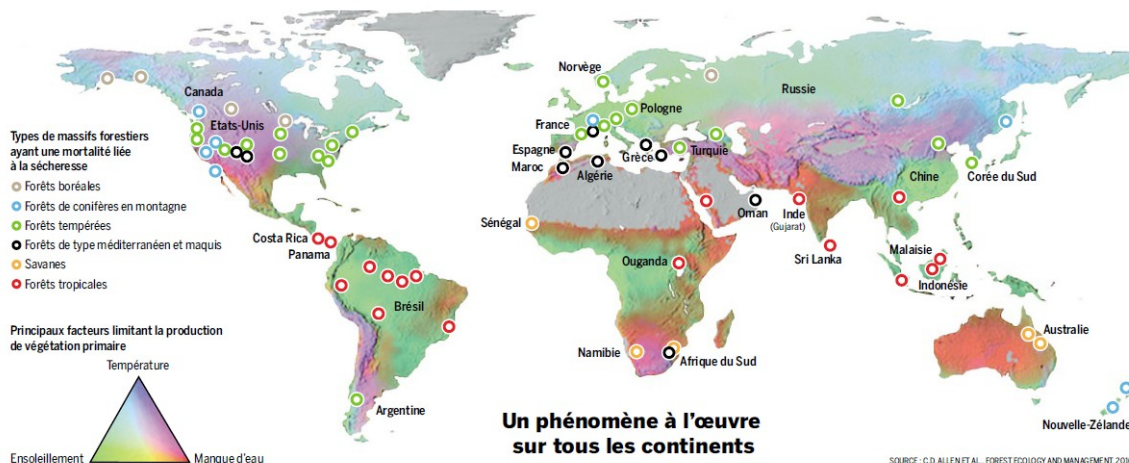 Norvège
Canada
Russie
Pologne
Etats-Unis
France
Types de massifs forestiers
ayant une mortalité liée
à la sécheresse
Forêts boréales
Forêts de conifères en montagne
Forêts tempérées
Forêts de type méditerranéen et maquis
Savanes
Forêts tropicales
Espagne
Maroc
Algérie
Grèce
Turquie
Chine
Corée du Sud
Sénégal
Oman
Inde
(Gujarat)
Costa Rica
Panama
Ouganda
Sri Lanka
Malaisie
Indonésie
Brésil
Principaux facteurs limitant la production
de végétation primaire
Température
Ensoleillement
Manque d'eau
Namibie
Afrique du Sud
Australie
Argentine
Nouvelle-Zélande
Un phénomène à l'œuvre
sur tous les continents
SOURCE : C.D. ALLEN ET AL., FOREST ECOLOGY AND MANAGEMENT,